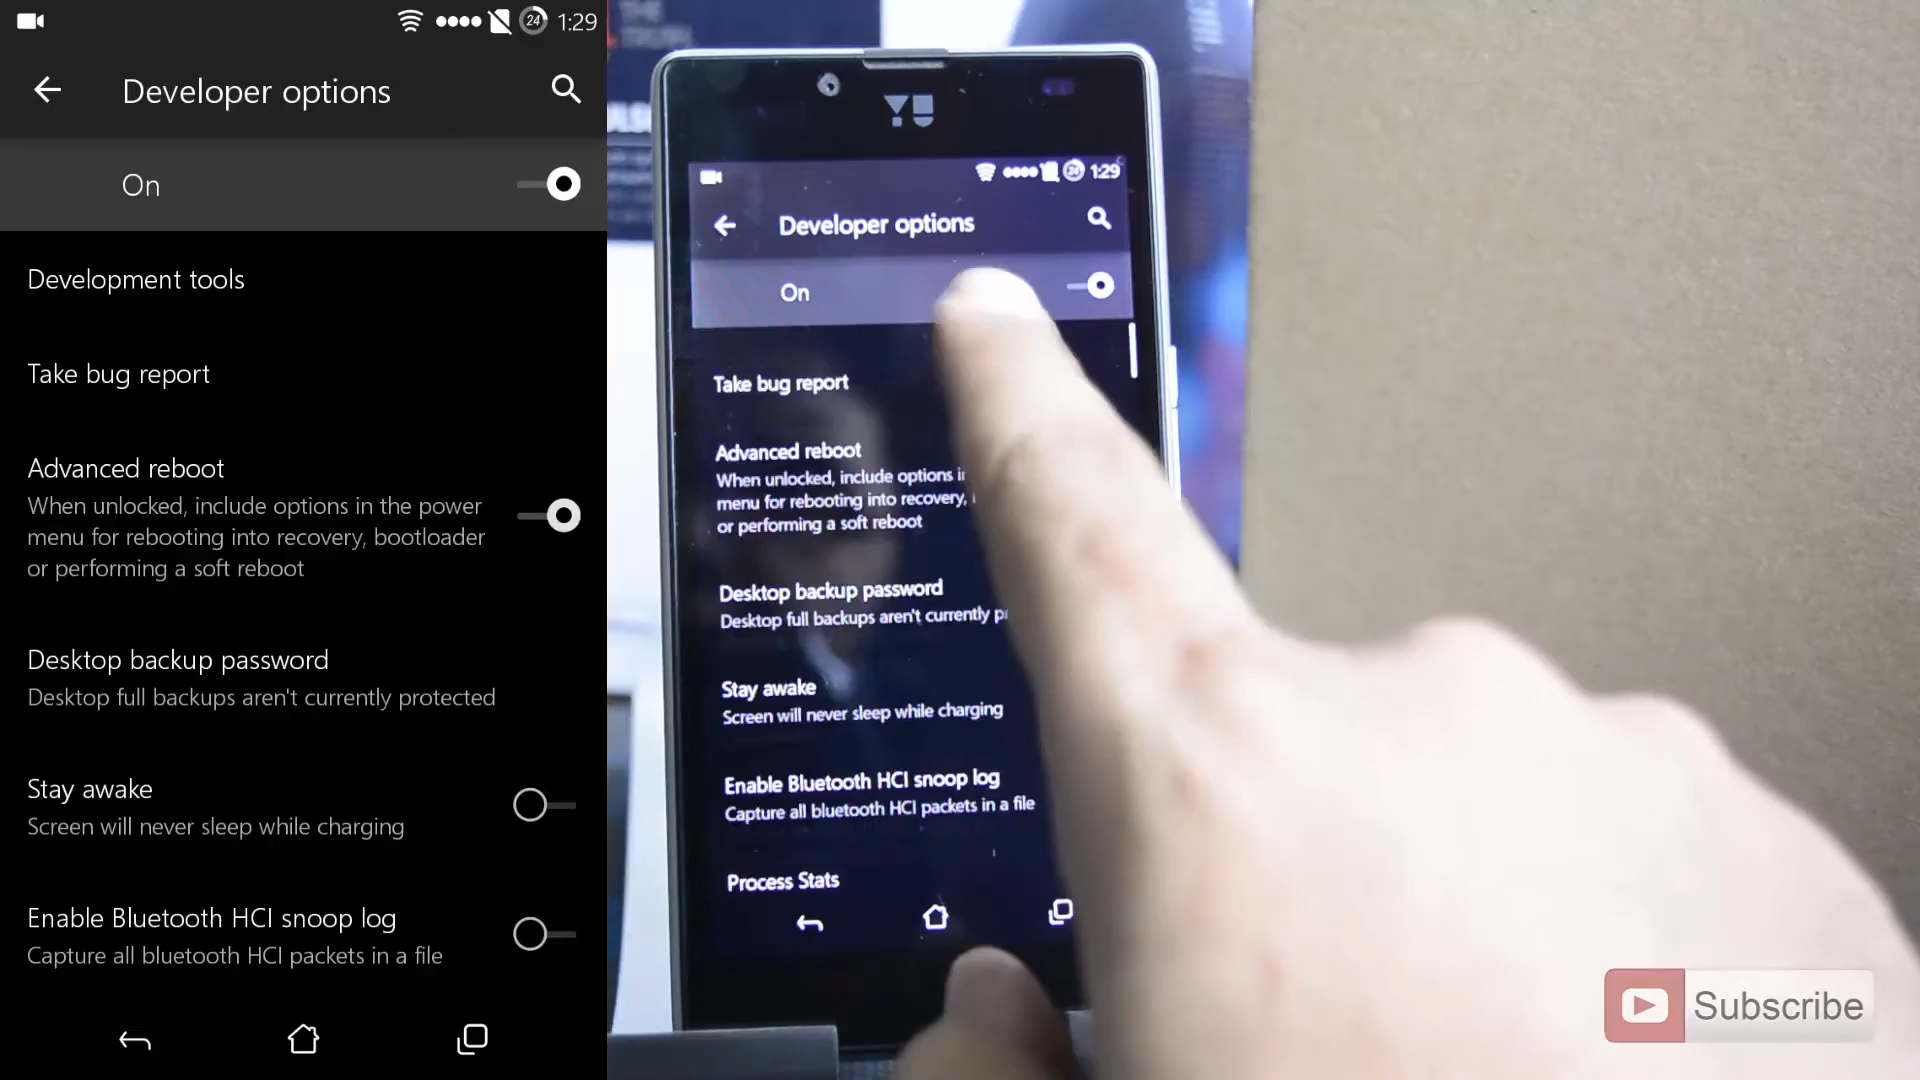 24 1:29
Developer options
On
Development tools
Take bug report
Advanced reboot
When unlocked, include options in the power
menu for rebooting into recovery, bootloader
or performing a soft reboot
Desktop backup password
Desktop full backups aren't currently protected
Stay awake
Screen will never sleep while charging
Enable Bluetooth HCI snoop log
Capture all bluetooth HCI packets in a file
THE
YU
24 1:29
Developer options
On
Take bug report
Advanced reboot
When unlocked, include options
menu for rebooting into recovery,
or performing a soft reboot
Desktop backup password
Desktop full backups aren't currently
Stay awake
Screen will never sleep while charging
Enable Bluetooth HCI snoop log
Capture all bluetooth HCI packets in a file
Process Stats
Subscribe